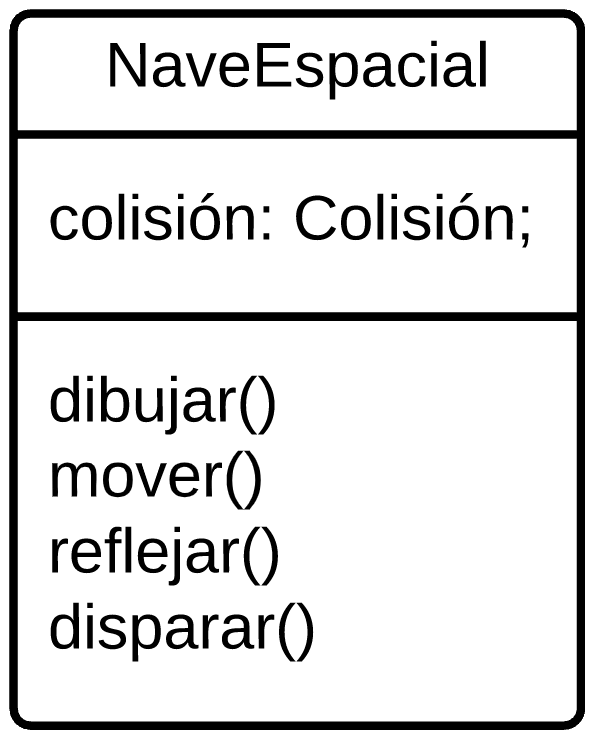 NaveEspacial
colisión: Colisión;
dibujar()
mover()
reflejar()
disparar()